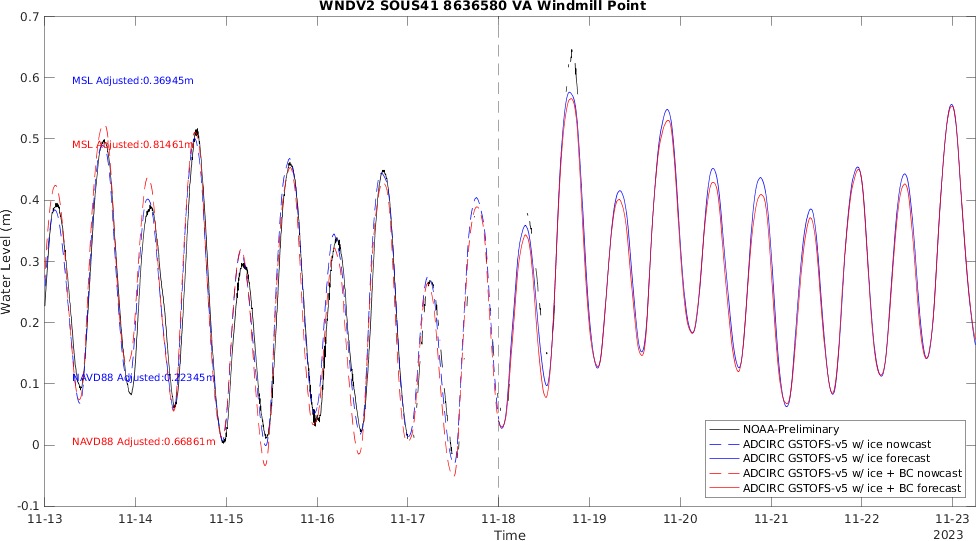 WNDV2 SOUS41 8636580 VA Windmill Point
0.7
0.6
0.5
0.4
0.3
0.2
0.1
0
-0.1
Water Level (m)
MSL Adjusted:0.36945m
MSL Adjusted:0.81461m
NAVD88 Adjusted:0.22345m
NAVD88 Adjusted:0.66861m
NOAA-Preliminary
ADCIRC GSTOFS-v5 w/ ice nowcast
ADCIRC GSTOFS-v5 w/ ice forecast
ADCIRC GSTOFS-v5 w/ ice + BC nowcast
ADCIRC GSTOFS-v5 w/ ice + BC forecast
11-13 11-14 11-15 11-16 11-17 11-18 11-19 11-20 11-21 11-22 11-23
Time
2023